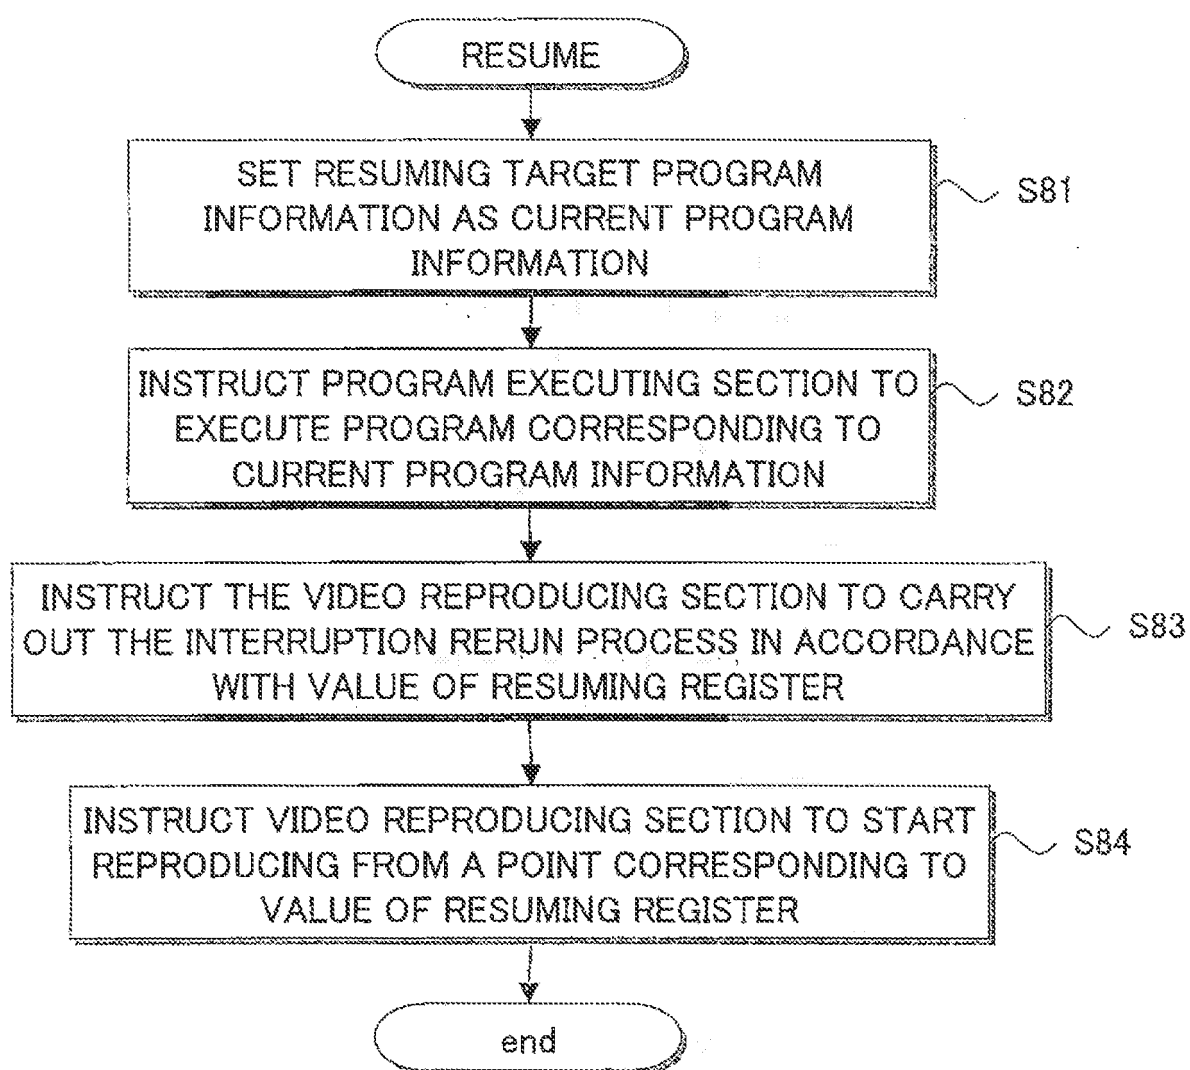 RESUME
SET RESUMING TARGET PROGRAM
INFORMATION AS CURRENT PROGRAM
INFORMATION
S81
INSTRUCT PROGRAM EXECUTING SECTION TO
EXECUTE PROGRAM CORRESPONDING TO
CURRENT PROGRAM INFORMATION
S82
INSTRUCT THE VIDEO REPRODUCING SECTION TO CARRY
OUT THE INTERRUPTION RERUN PROCESS IN ACCORDANCE
WITH VALUE OF RESUMING REGISTER
S83
INSTRUCT VIDEO REPRODUCING SECTION TO START
REPRODUCING FROM A POINT CORRESPONDING TO
VALUE OF RESUMING REGISTER
S84
end